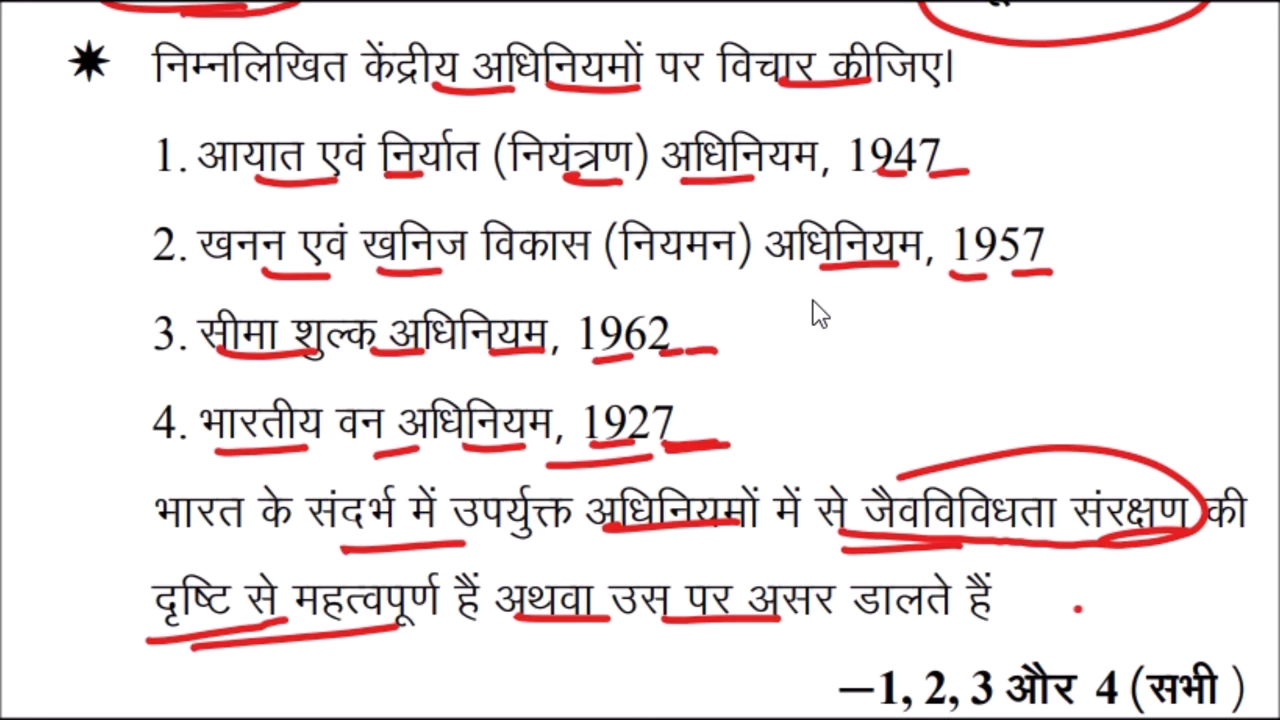 निम्नलिखित केंद्रीय अधिनियमों पर विचार कीजिए।
1. आयात एवं निर्यात (नियंत्रण) अधिनियम, 1947
2. खनन एवं खनिज विकास (नियमन) अधिनियम, 1957
3. सीमा शुल्क अधिनियम, 1962
4. भारतीय वन अधिनियम, 1927
भारत के संदर्भ में उपर्युक्त अधिनियमों में से जैवविविधता संरक्षण की
दृष्टि से महत्वपूर्ण हैं अथवा उस पर असर डालते हैं
–1, 2, 3 और 4 (सभी )